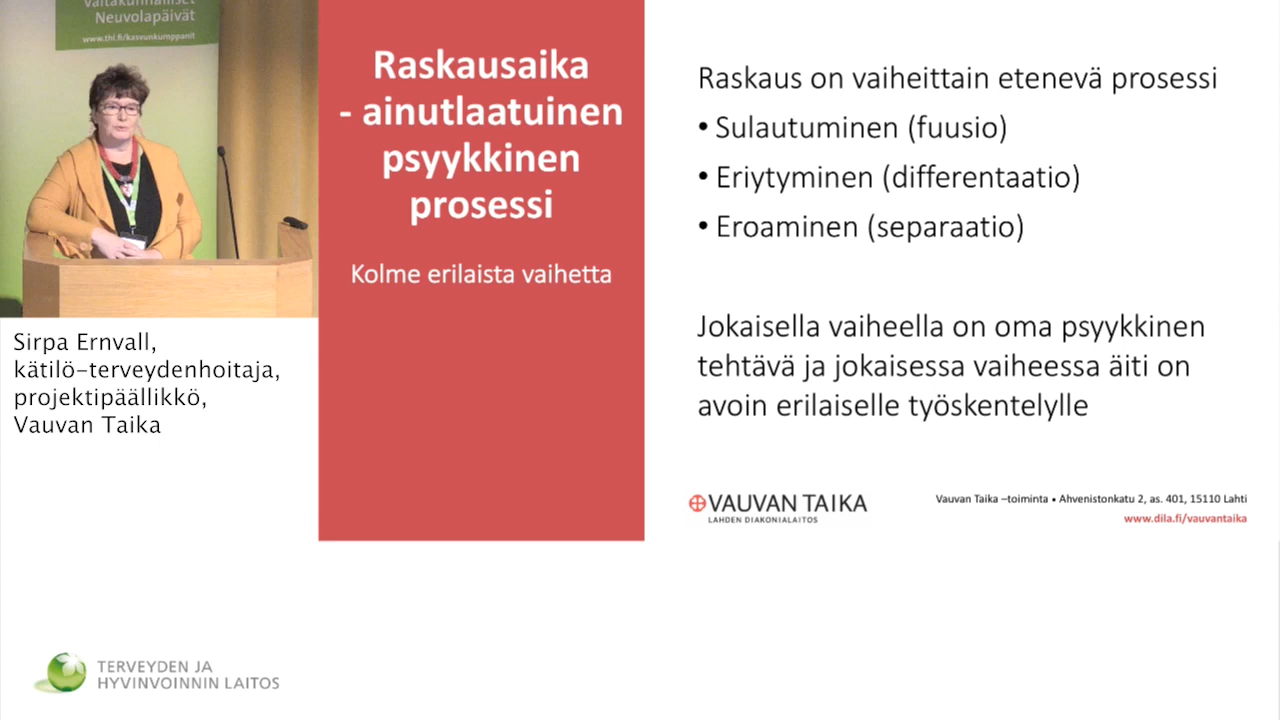 Valtakunnalliset
Neuvolapäivät
www.thl.fi/kasvunkumppanit
Sirpa Ernvall,
kätilö-terveydenhoitaja,
projektipäällikkö,
Vauvan Taika
Raskausaika
- ainutlaatuinen
psyykkinen
prosessi
Kolme erilaista vaihetta
Raskaus on vaiheittain etenevä prosessi
• Sulautuminen (fuusio)
• Eriytyminen (differentaatio)
• Eroaminen (separaatio)
Jokaisella vaiheella on oma psyykkinen
tehtävä ja jokaisessa vaiheessa äiti on
avoin erilaiselle työskentelylle
VAUVAN TAIKA
LAHDEN DIAKONIALAITOS
Vauvan Taika –toiminta • Ahvenistonkatu 2, as. 401, 15110 Lahti
www.dila.fi/vauvantaika
TERVEYDEN JA
HYVINVOINNIN LAITOS